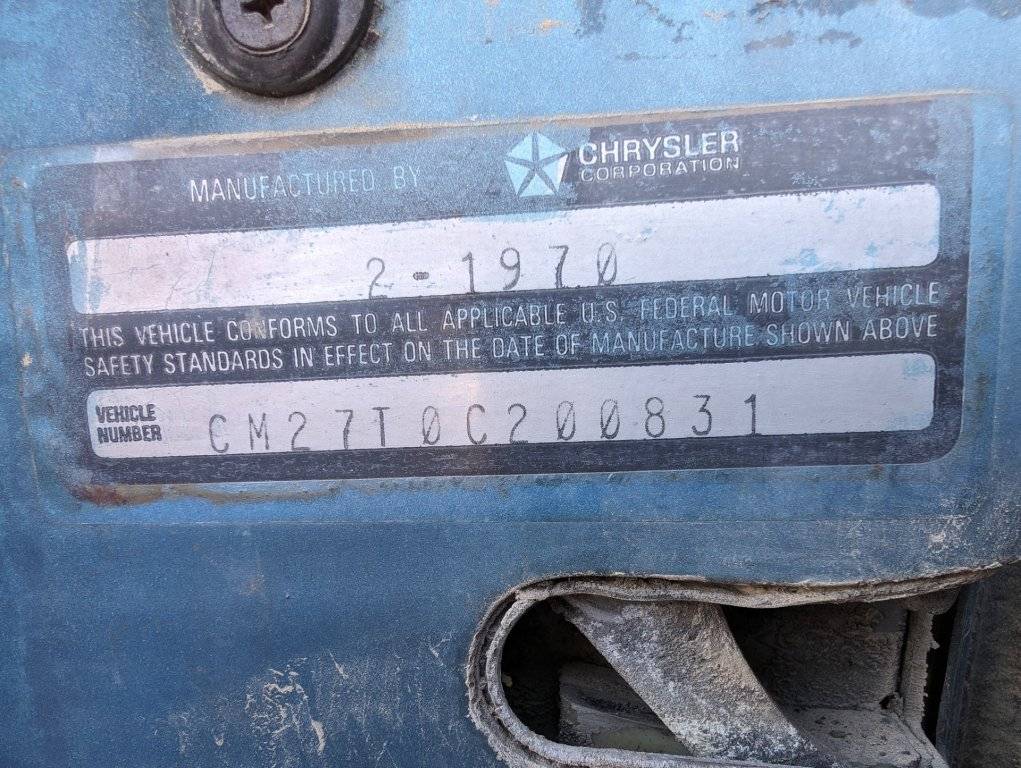 MANUFACTURED BY CHRYSLER
CORPORATION
2-1970
THIS VEHICLE CONFORMS TO ALL APPLICABLE U.S. FEDERAL MOTOR VEHICLE
SAFETY STANDARDS IN EFFECT ON THE DATE OF MANUFACTURE SHOWN ABOVE
VEHICLE
NUMBER
CM27T0C200831